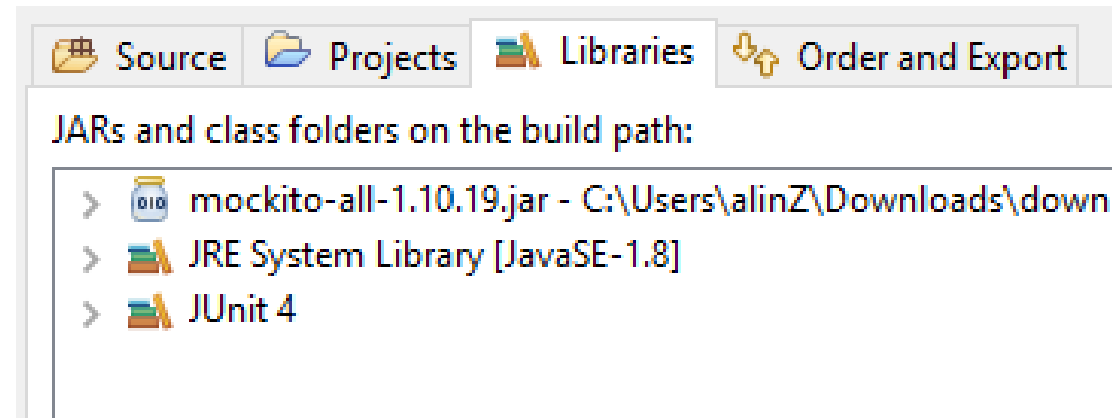 Source Projects Libraries Order and Export
JARs and class folders on the build path:
mockito-all-1.10.19.jar - C:\Users\alinZ\Downloads\down
JRE System Library [JavaSE-1.8]
JUnit 4